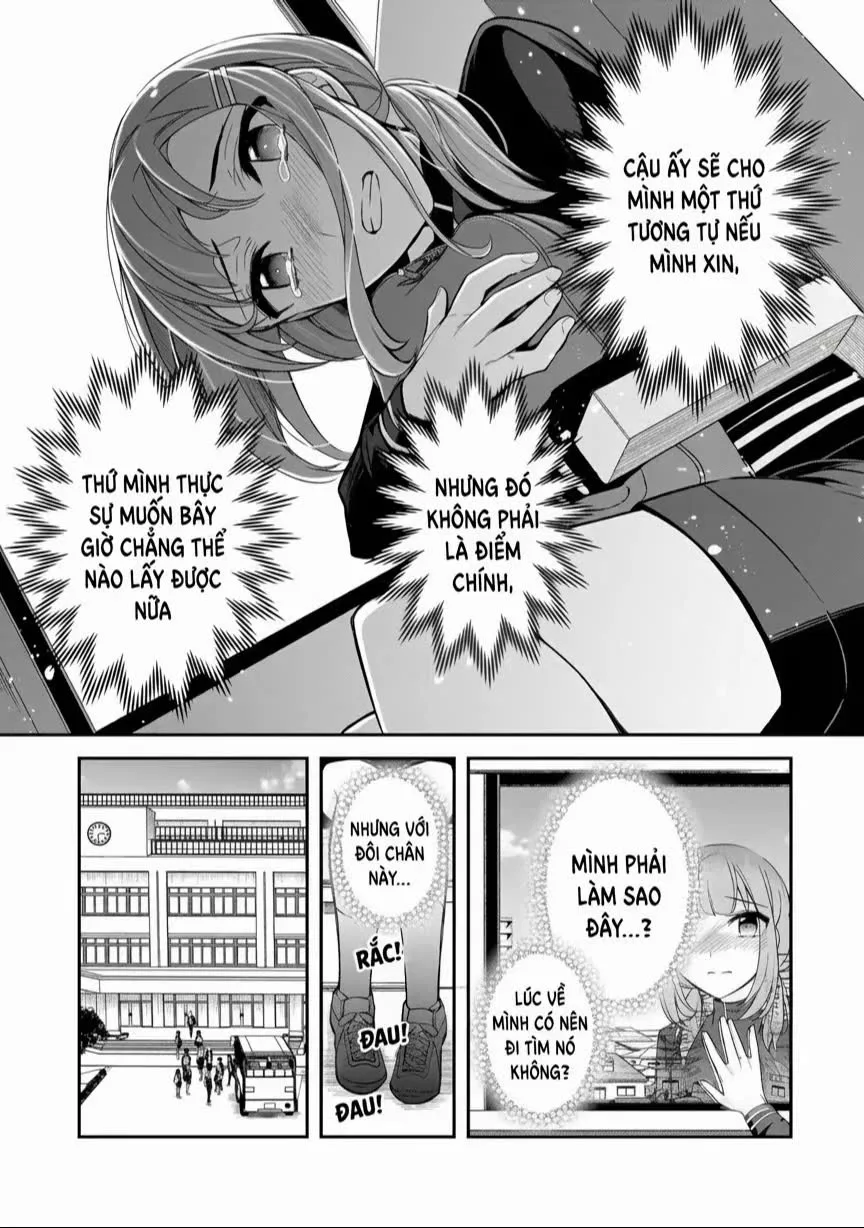 CẬU ẤY SẼ CHO
MÌNH MỘT THỨ
TƯƠNG TỰ NẾU
MÌNH XIN,
NHƯNG ĐÓ
KHÔNG PHẢI
LÀ ĐIỂM
CHÍNH,
THỨ MÌNH THỰC
SỰ MUỐN BÂY
GIỜ CHẲNG THỂ
NÀO LẤY ĐƯỢC
NỮA
MÌNH PHẢI
LÀM SAO
ĐÂY...?
LÚC VỀ
MÌNH CÓ NÊN
ĐI TÌM NÓ
KHÔNG?
NHƯNG VỚI
ĐÔI CHÂN
NÀY...
RẮC!
ĐAU!
ĐAU!